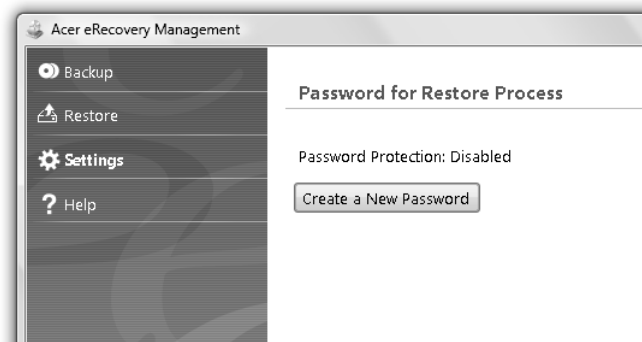 Acer eRecovery Management
Backup
Restore
Settings
Help
Password for Restore Process
Password Protection: Disabled
Create a New Password